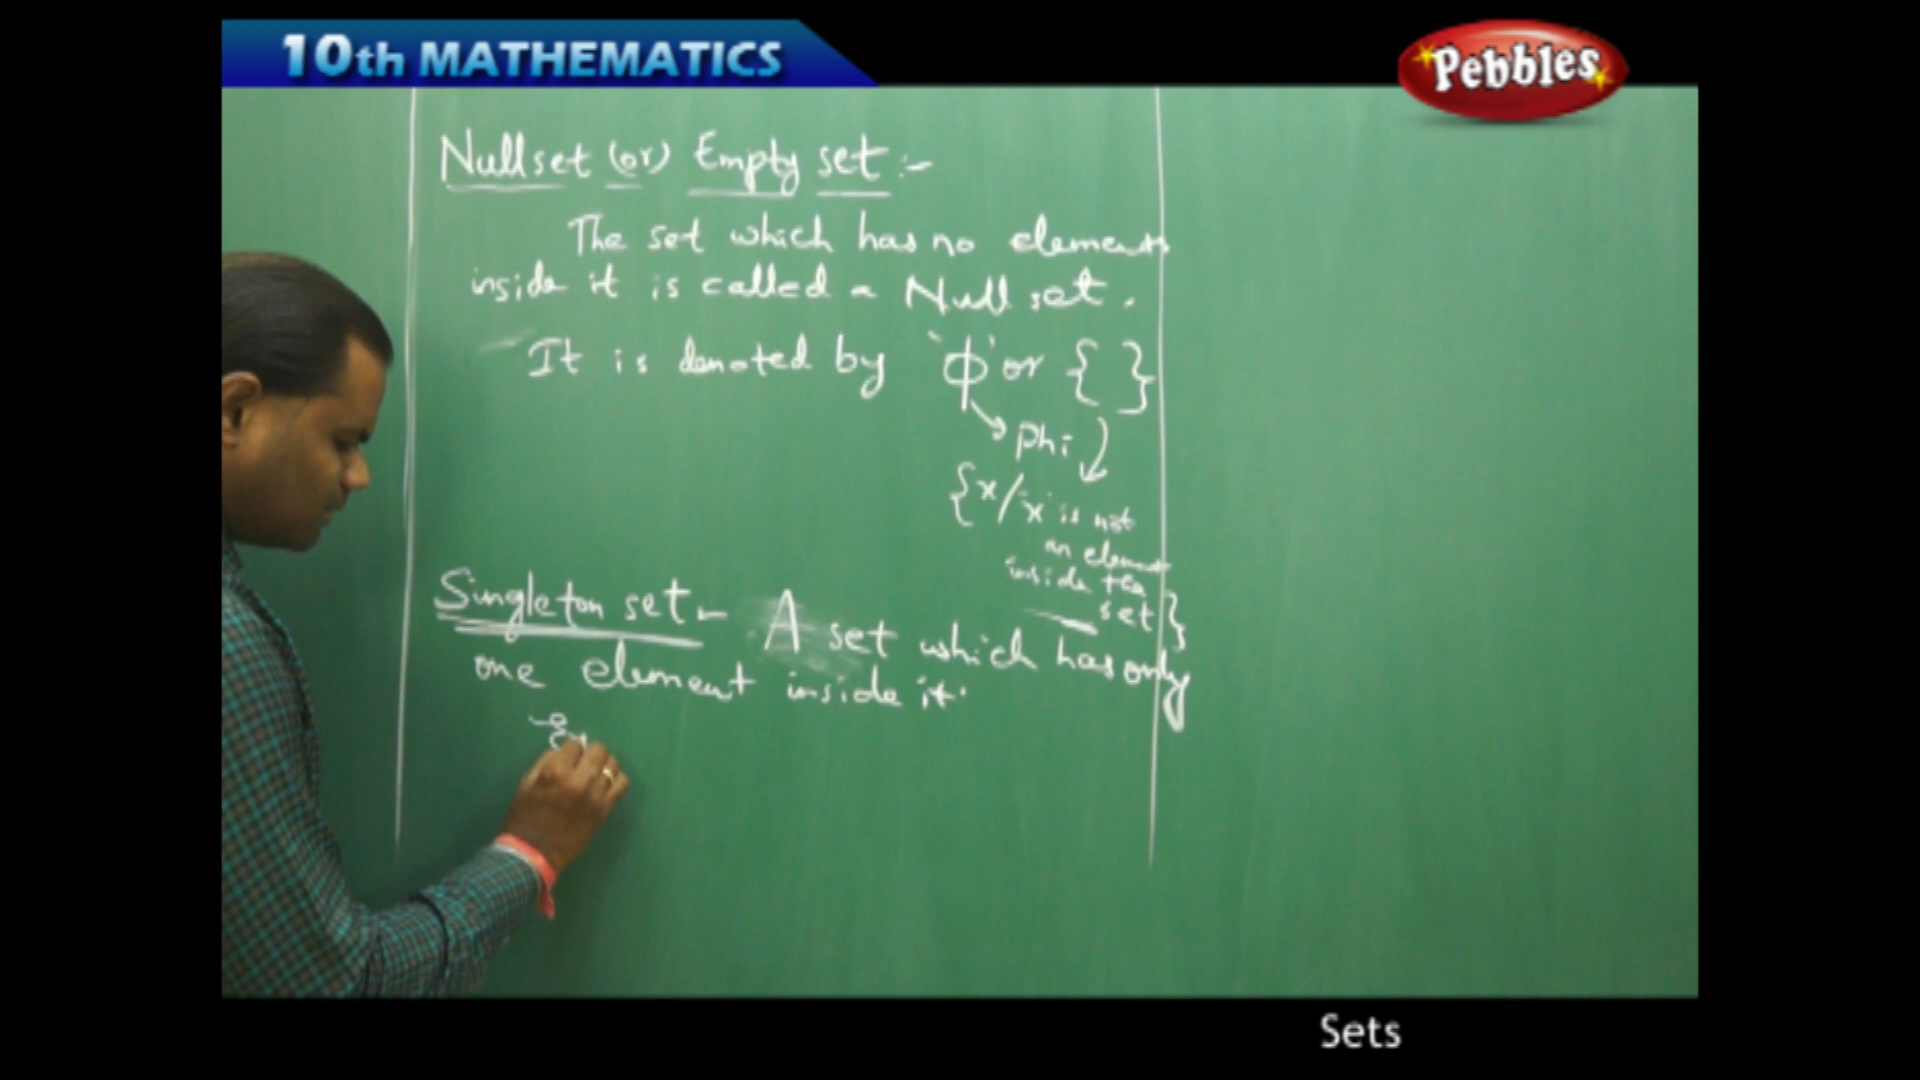 10th MATHEMATICS
Pebbles
Null set (or) Empty set :-
The set which has no elements
inside it is called a Null set.
It is denoted by 'ϕ' or { }
phi
{x/'x' is not
an element
inside the
set}
Singleton set - A set which has only
one element inside it.
Sets